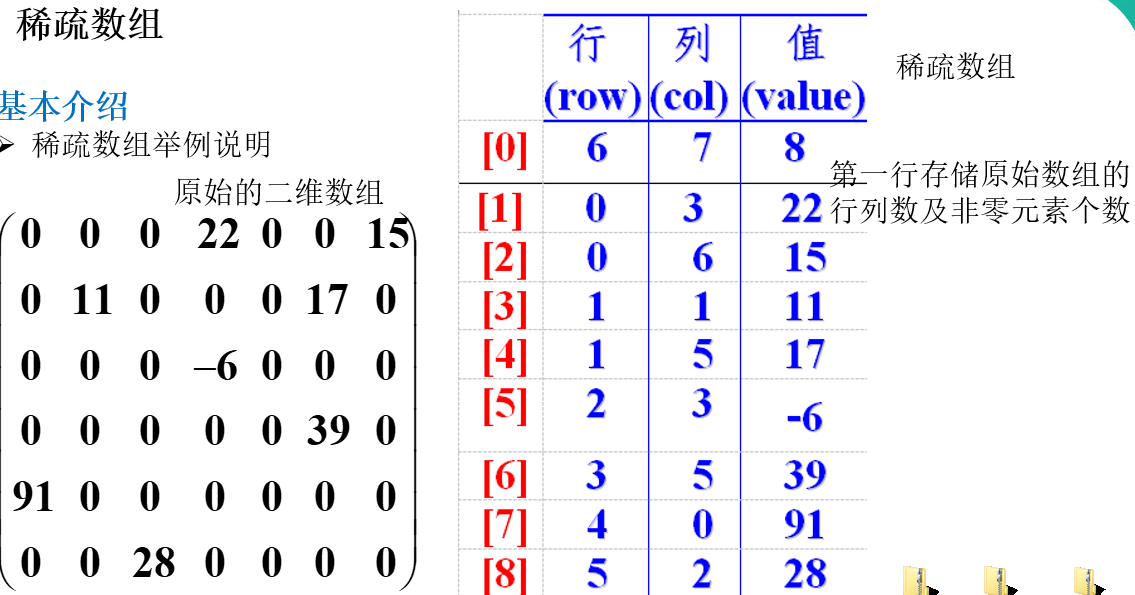 稀疏数组
基本介绍
稀疏数组举例说明
原始的二维数组
0 0 0 22 0 0 15
0 11 0 0 0 17 0
0 0 0 –6 0 0 0
0 0 0 0 0 39 0
91 0 0 0 0 0 0
0 0 28 0 0 0 0
行 列 值
(row) (col) (value)
[0] 6 7 8
[1] 0 3 22
[2] 0 6 15
[3] 1 1 11
[4] 1 5 17
[5] 2 3 -6
[6] 3 5 39
[7] 4 0 91
[8] 5 2 28
稀疏数组
第一行存储原始数组的
行列数及非零元素个数